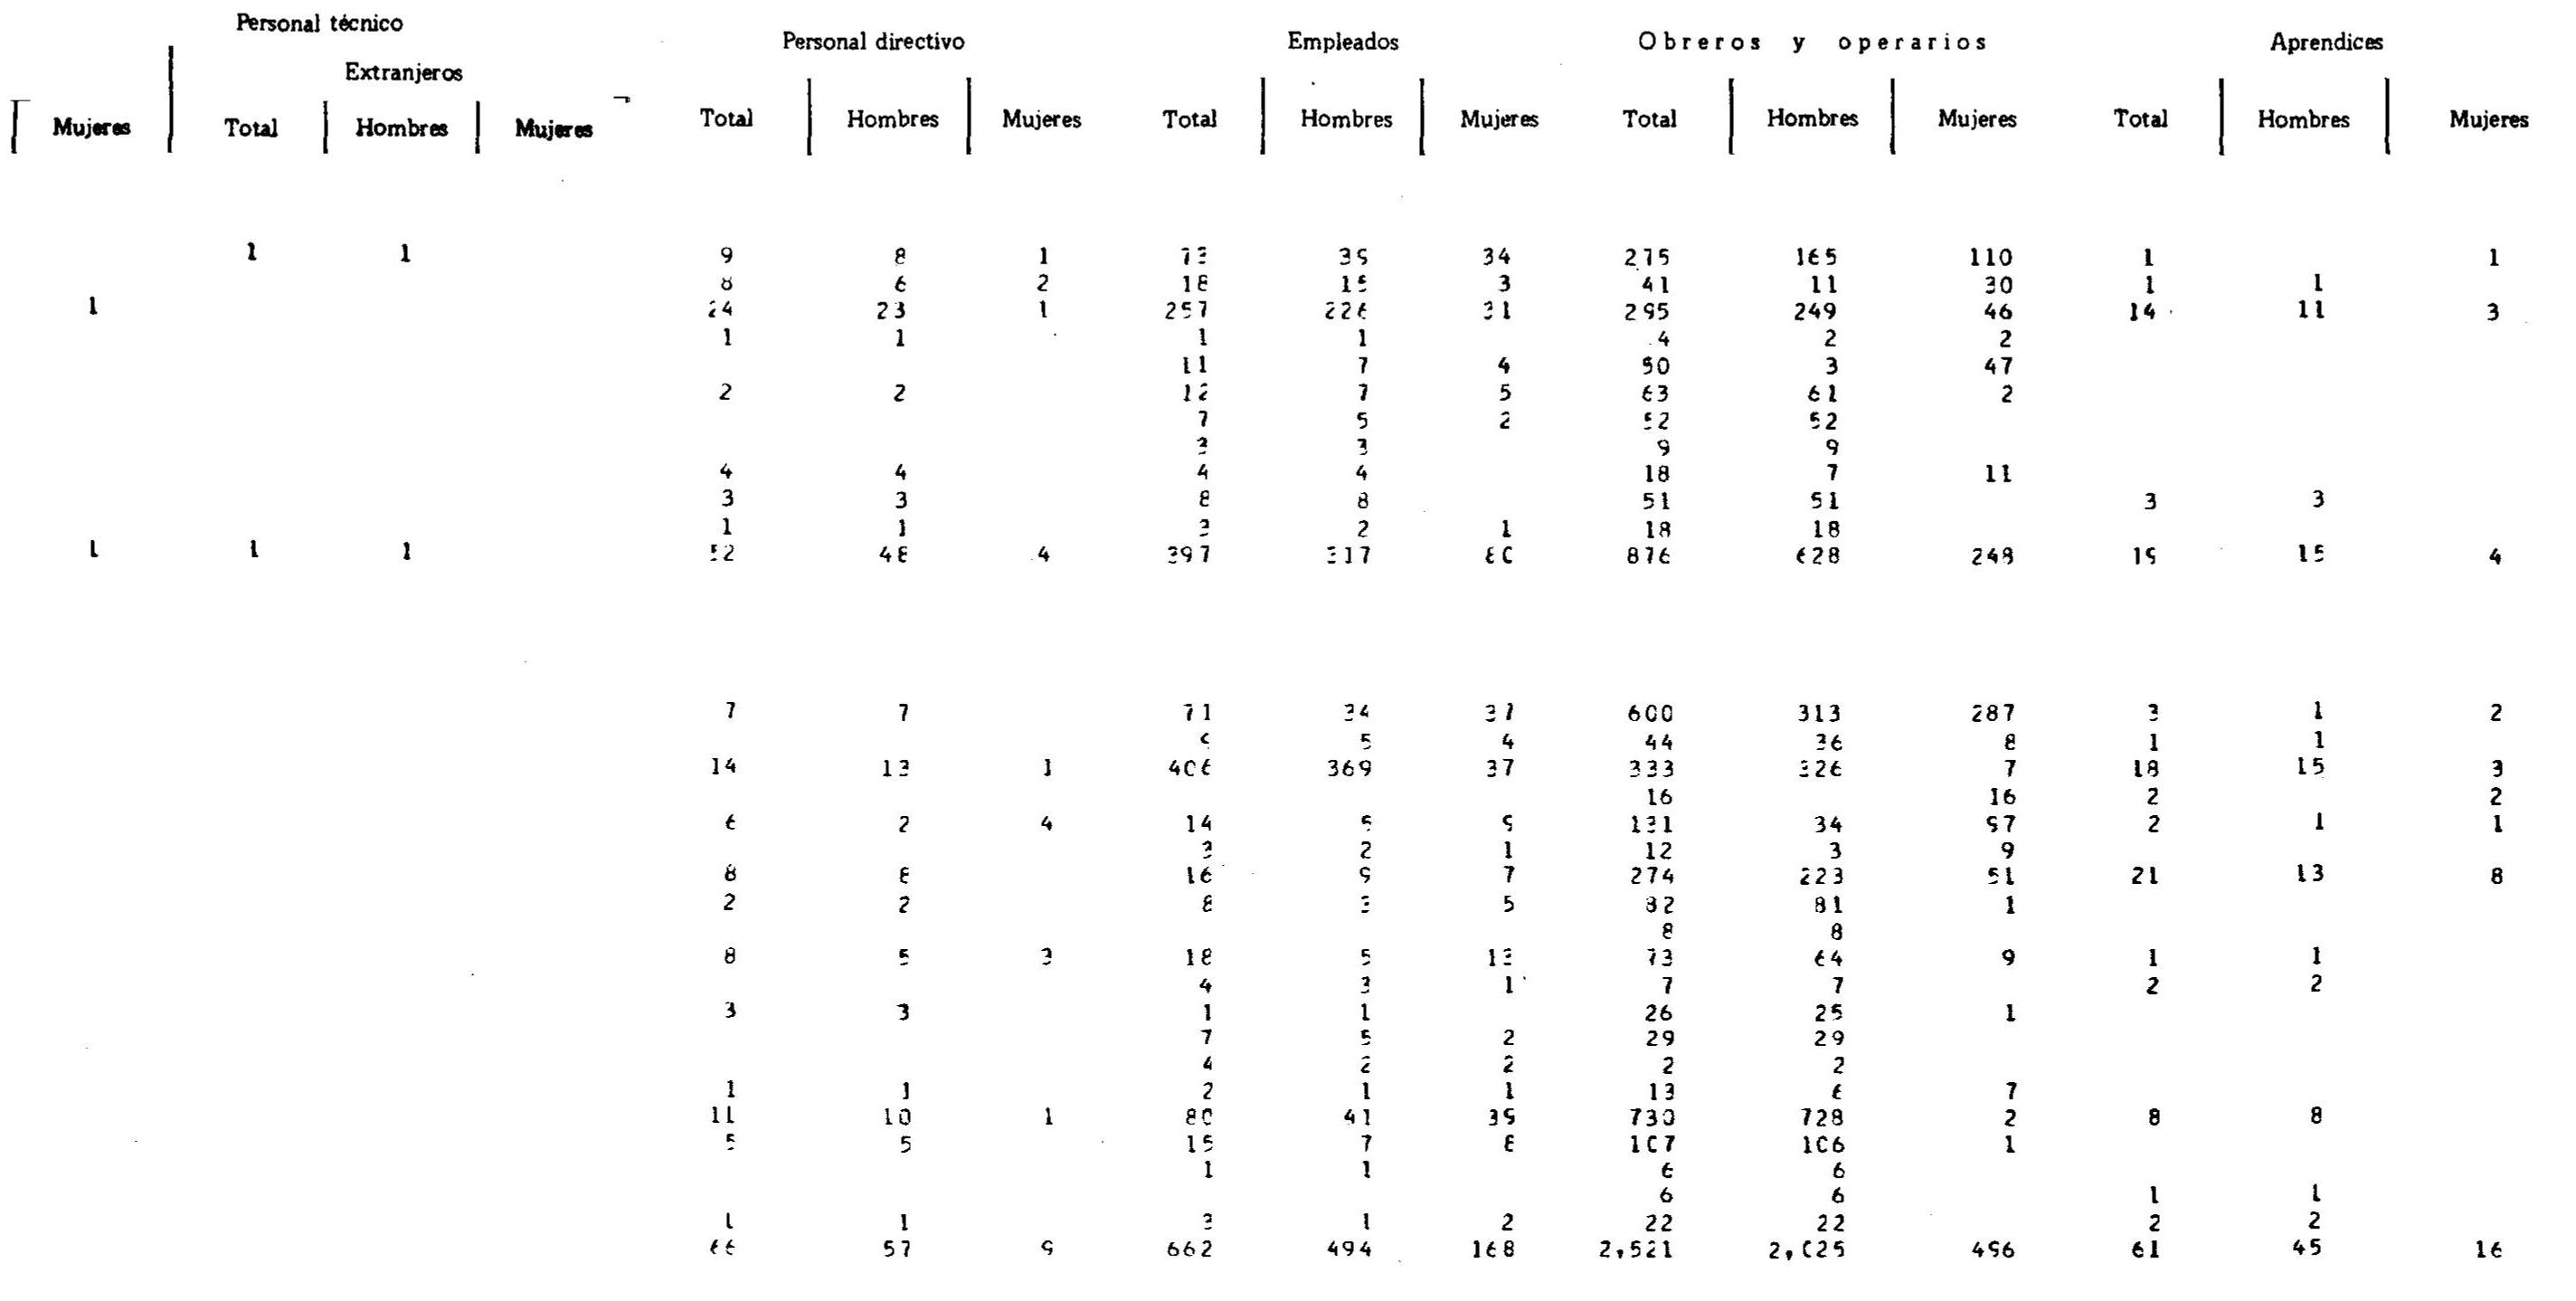 Personal técnico
Personal directivo Empleados Obreros y operarios Aprendices
Extranjeros
Mujeres Total Hombres Mujeres Total Hombres Mujeres Total Hombres Mujeres Total Hombres Mujeres Total Hombres Mujeres
1 1 9 8 1 73 39 34 275 165 110 1 1
8 6 2 18 15 3 41 11 30 1 1
1 24 23 1 257 226 31 295 249 46 14 11 3
1 1 1 1 4 2 2
11 7 4 50 3 47
2 2 12 7 5 63 61 2
7 5 2 52 52
3 3 9 9
4 4 4 4 18 7 11
3 3 8 8 51 51 3 3
1 1 3 2 1 18 18
1 1 1 52 48 4 397 317 80 876 628 248 19 15 4
7 7 71 34 37 600 313 287 3 1 2
9 5 4 44 36 8 1 1
14 13 1 406 369 37 333 326 7 18 15 3
16 16 2 2
6 2 4 14 5 9 131 34 97 2 1 1
3 2 1 12 3 9
8 8 16 9 7 274 223 51 21 13 8
2 2 8 3 5 82 81 1
8 8
8 5 3 18 5 13 73 64 9 1 1
4 3 1 7 7 2 2
3 3 1 1 26 25 1
7 5 2 29 29
4 2 2 2 2
1 1 2 1 1 13 6 7
11 10 1 80 41 39 730 728 2 8 8
5 5 15 7 8 107 106 1
1 1 6 6
6 6 1 1
1 1 3 1 2 22 22 2 2
66 57 9 662 494 168 2,521 2,025 496 61 45 16